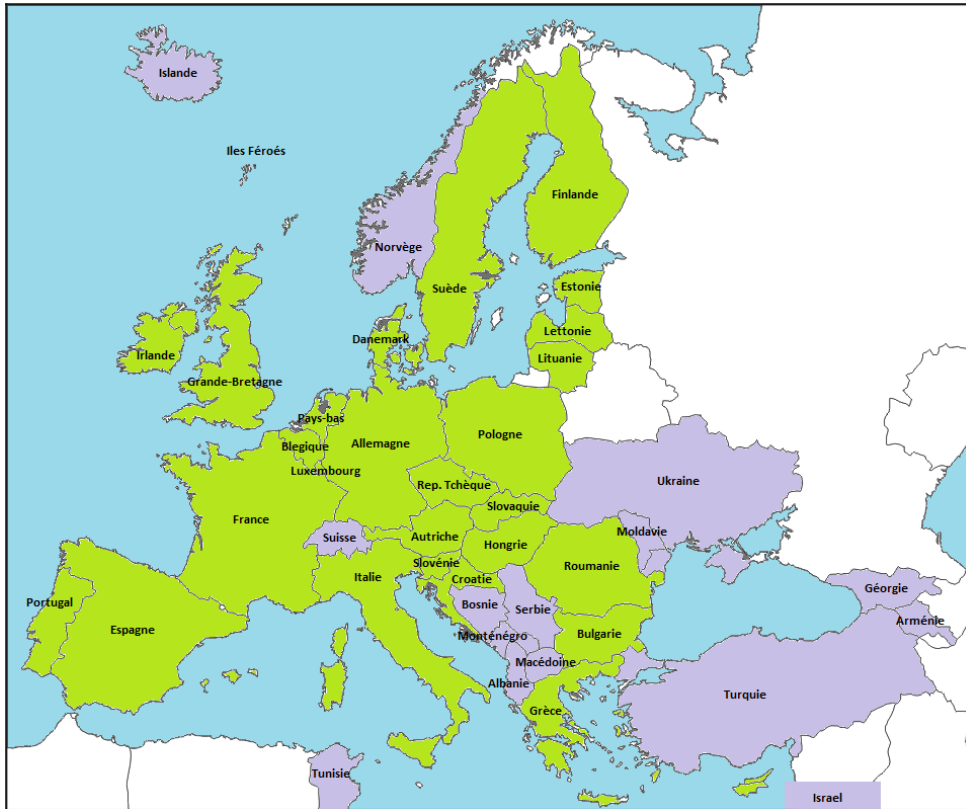 Islande
Iles Féroés
Finlande
Norvège
Suède
Estonie
Lettonie
Danemark
Lituanie
Irlande
Grande-Bretagne
Pays-bas
Pologne
Allemagne
Blegique
Luxembourg
Ukraine
Rep. Tchèque
Slovaquie
France
Moldavie
Suisse
Autriche
Hongrie
Slovénie
Roumanie
Italie
Croatie
Géorgie
Portugal
Bosnie
Serbie
Arménie
Espagne
Bulgarie
Monténégro
Macédoine
Albanie
Turquie
Grèce
Tunisie
Israel